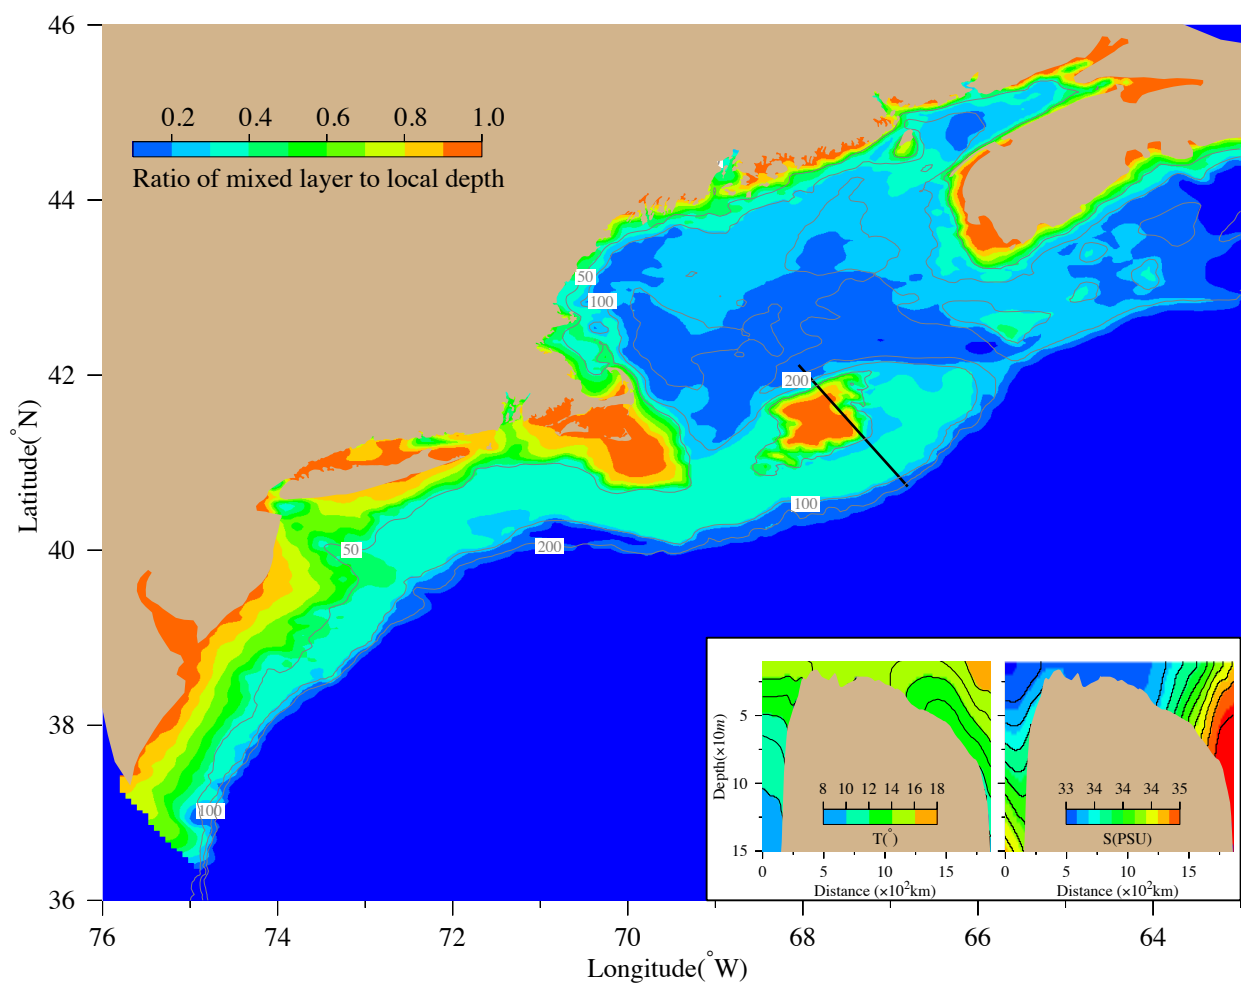 46
44
42
40
38
36
Latitude(°N)
0.2 0.4 0.6 0.8 1.0
Ratio of mixed layer to local depth
50
100
200
100
50
200
100
5
10
15
Depth(×10m)
8 10 12 14 16 18
T(°)
0 5 10 15
Distance (×10²km)
33 34 34 34 35
S(PSU)
0 5 10 15
Distance (×10²km)
76 74 72 70 68 66 64
Longitude(°W)